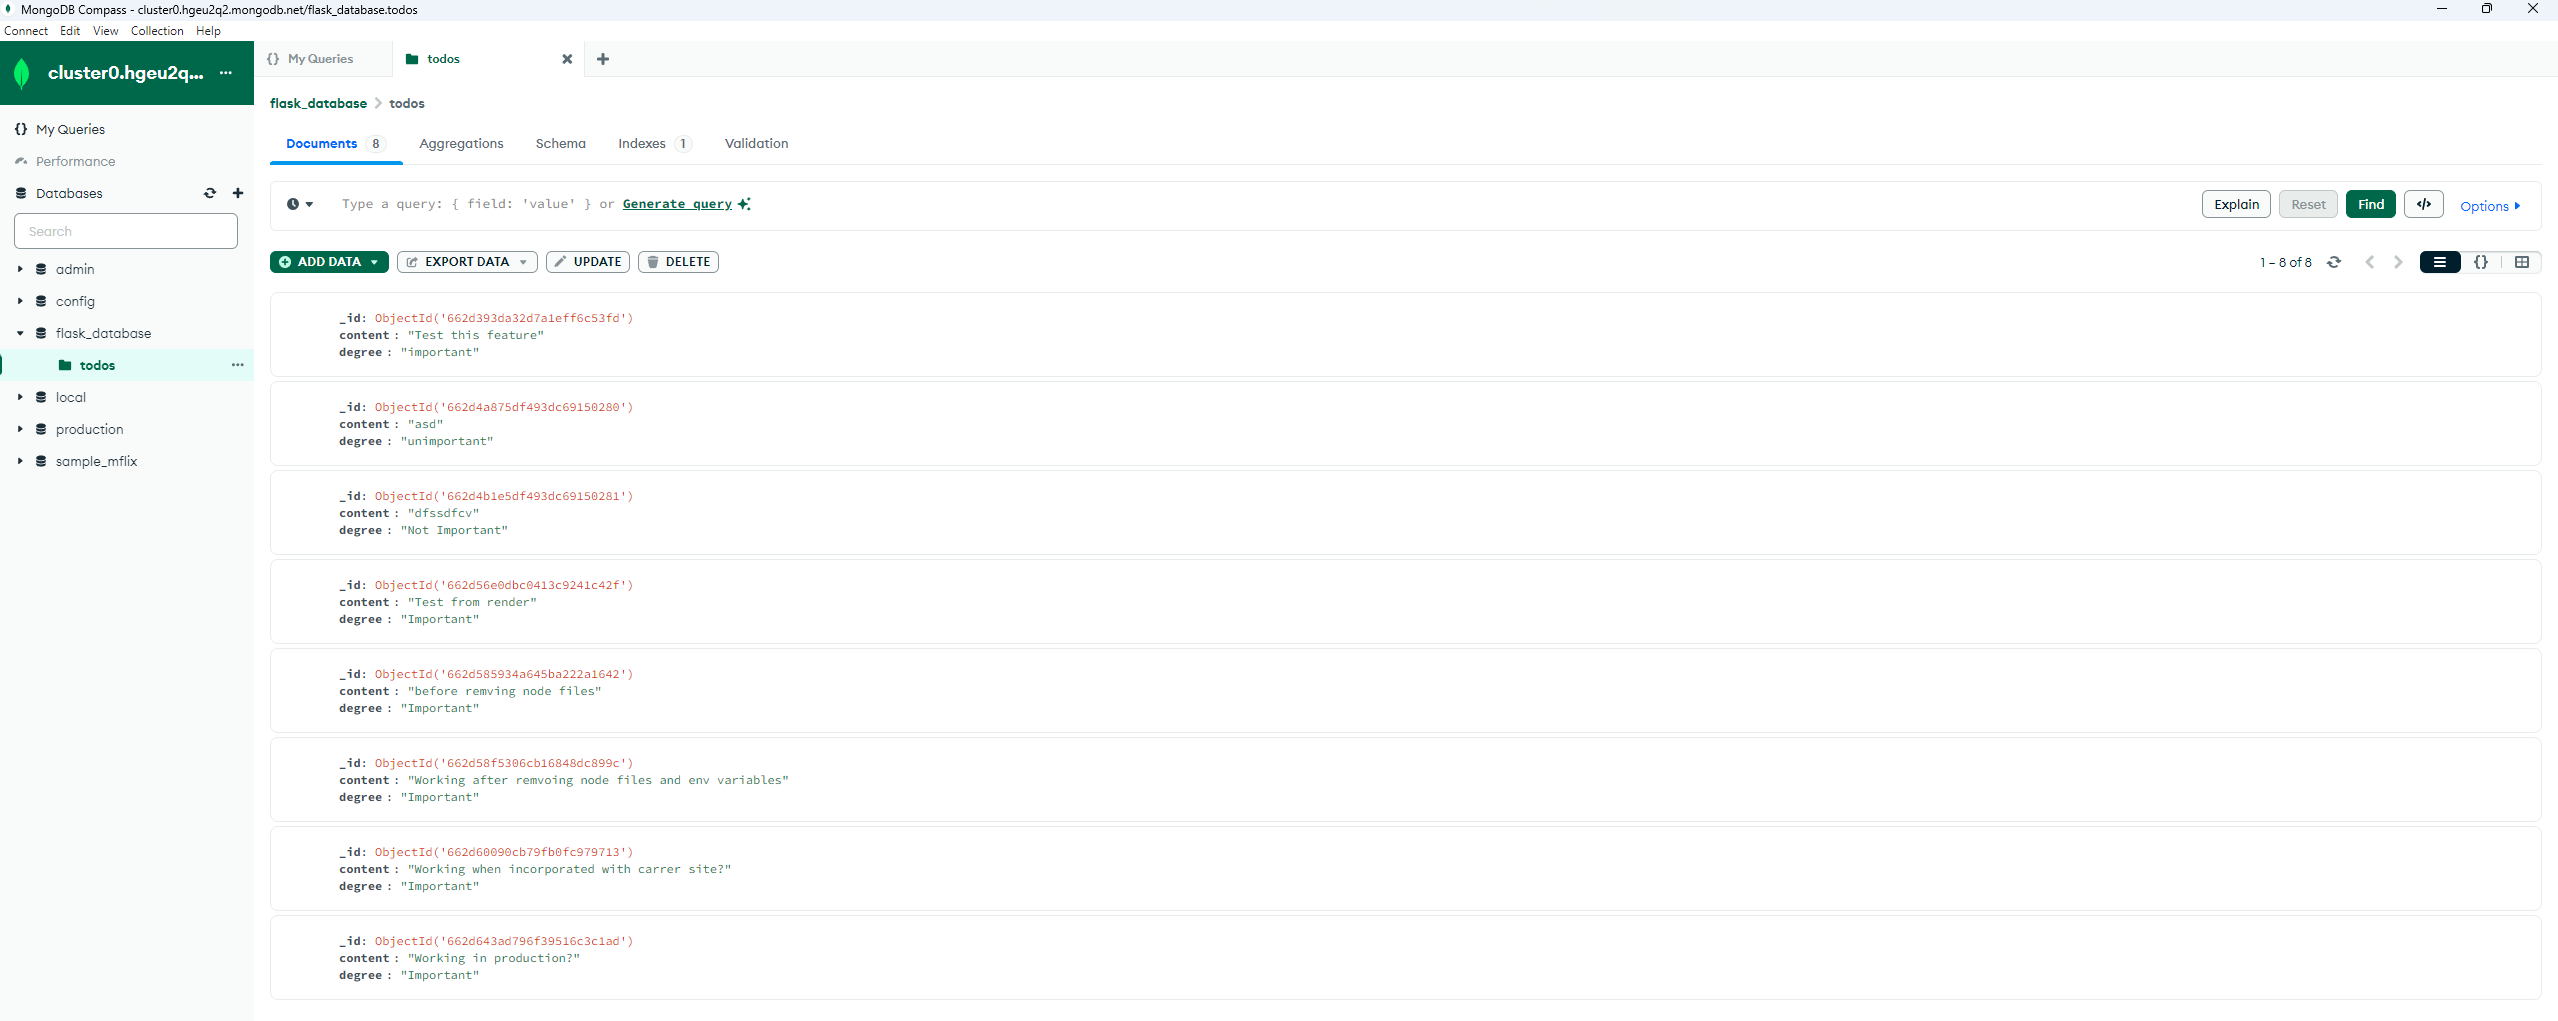 MongoDB Compass - cluster0.hgeu2q2.mongodb.net/flask_database.todos
Connect Edit View Collection Help
cluster0.hgeu2q... ···
{} My Queries
todos
My Queries
Performance
Databases
Search
admin
config
flask_database
todos ···
local
production
sample_mflix
flask_database > todos
Documents 8 Aggregations Schema Indexes 1 Validation
Type a query: { field: 'value' } or Generate query
Explain Reset Find </> Options
ADD DATA EXPORT DATA UPDATE DELETE
1 – 8 of 8
_id: ObjectId('662d393da32d7a1eff6c53fd')
content : "Test this feature"
degree : "important"
_id: ObjectId('662d4a875df493dc69150280')
content : "asd"
degree : "unimportant"
_id: ObjectId('662d4b1e5df493dc69150281')
content : "dfssdfcv"
degree : "Not Important"
_id: ObjectId('662d56e0dbc0413c9241c42f')
content : "Test from render"
degree : "Important"
_id: ObjectId('662d585934a645ba222a1642')
content : "before remving node files"
degree : "Important"
_id: ObjectId('662d58f5306cb16848dc899c')
content : "Working after remvoing node files and env variables"
degree : "Important"
_id: ObjectId('662d60090cb79fb0fc979713')
content : "Working when incorporated with carrer site?"
degree : "Important"
_id: ObjectId('662d643ad796f39516c3c1ad')
content : "Working in production?"
degree : "Important"